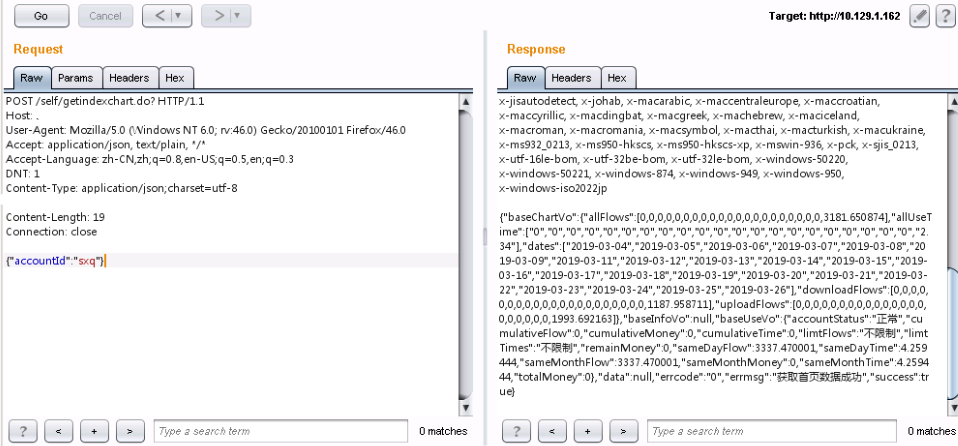 Go Cancel < > Target: http://10.129.1.162 ?
Request
Raw Params Headers Hex
POST /self/getindexchart.do? HTTP/1.1
Host: .
User-Agent: Mozilla/5.0 (Windows NT 6.0; rv:46.0) Gecko/20100101 Firefox/46.0
Accept: application/json, text/plain, */*
Accept-Language: zh-CN,zh;q=0.8,en-US;q=0.5,en;q=0.3
DNT: 1
Content-Type: application/json;charset=utf-8
Content-Length: 19
Connection: close
{"accountId":"sxq"}
? < + > Type a search term 0 matches
Response
Raw Headers Hex
x-jisautodetect, x-johab, x-macarabic, x-maccentraleurope, x-maccroatian,
x-maccyrillic, x-macdingbat, x-macgreek, x-machebrew, x-maciceland,
x-macroman, x-macromania, x-macsymbol, x-macthai, x-macturkish, x-macukraine,
x-ms932_0213, x-ms950-hkscs, x-ms950-hkscs-xp, x-mswin-936, x-pck, x-sjis_0213,
x-utf-16le-bom, x-utf-32be-bom, x-utf-32le-bom, x-windows-50220,
x-windows-50221, x-windows-874, x-windows-949, x-windows-950,
x-windows-iso2022jp
{"baseChartVo":{"allFlows":[0,0,0,0,0,0,0,0,0,0,0,0,0,0,0,0,0,0,0,0,3181.650874],"allUseT
ime":["0","0","0","0","0","0","0","0","0","0","0","0","0","0","0","0","0","0","0","0","2.
34"],"dates":["2019-03-04","2019-03-05","2019-03-06","2019-03-07","2019-03-08","20
19-03-09","2019-03-11","2019-03-12","2019-03-13","2019-03-14","2019-03-15","2019-
03-16","2019-03-17","2019-03-18","2019-03-19","2019-03-20","2019-03-21","2019-03-
22","2019-03-23","2019-03-24","2019-03-25","2019-03-26"],"downloadFlows":[0,0,0,0,
0,0,0,0,0,0,0,0,0,0,0,0,0,1187.958711],"uploadFlows":[0,0,0,0,0,0,0,0,0,0,0,0,0,0,0,
0,0,0,0,0,0,1993.692163]},"baseInfoVo":null,"baseUseVo":{"accountStatus":"正常","cu
mulativeFlow":0,"cumulativeMoney":0,"cumulativeTime":0,"limtFlows":"不限制","limt
Times":"不限制","remainMoney":0,"sameDayFlow":3337.470001,"sameDayTime":4.259
444,"sameMonthFlow":3337.470001,"sameMonthMoney":0,"sameMonthTime":4.2594
44,"totalMoney":0},"data":null,"errcode":"0","errmsg":"获取首页数据成功","success":tr
ue}
? < + > Type a search term 0 matches